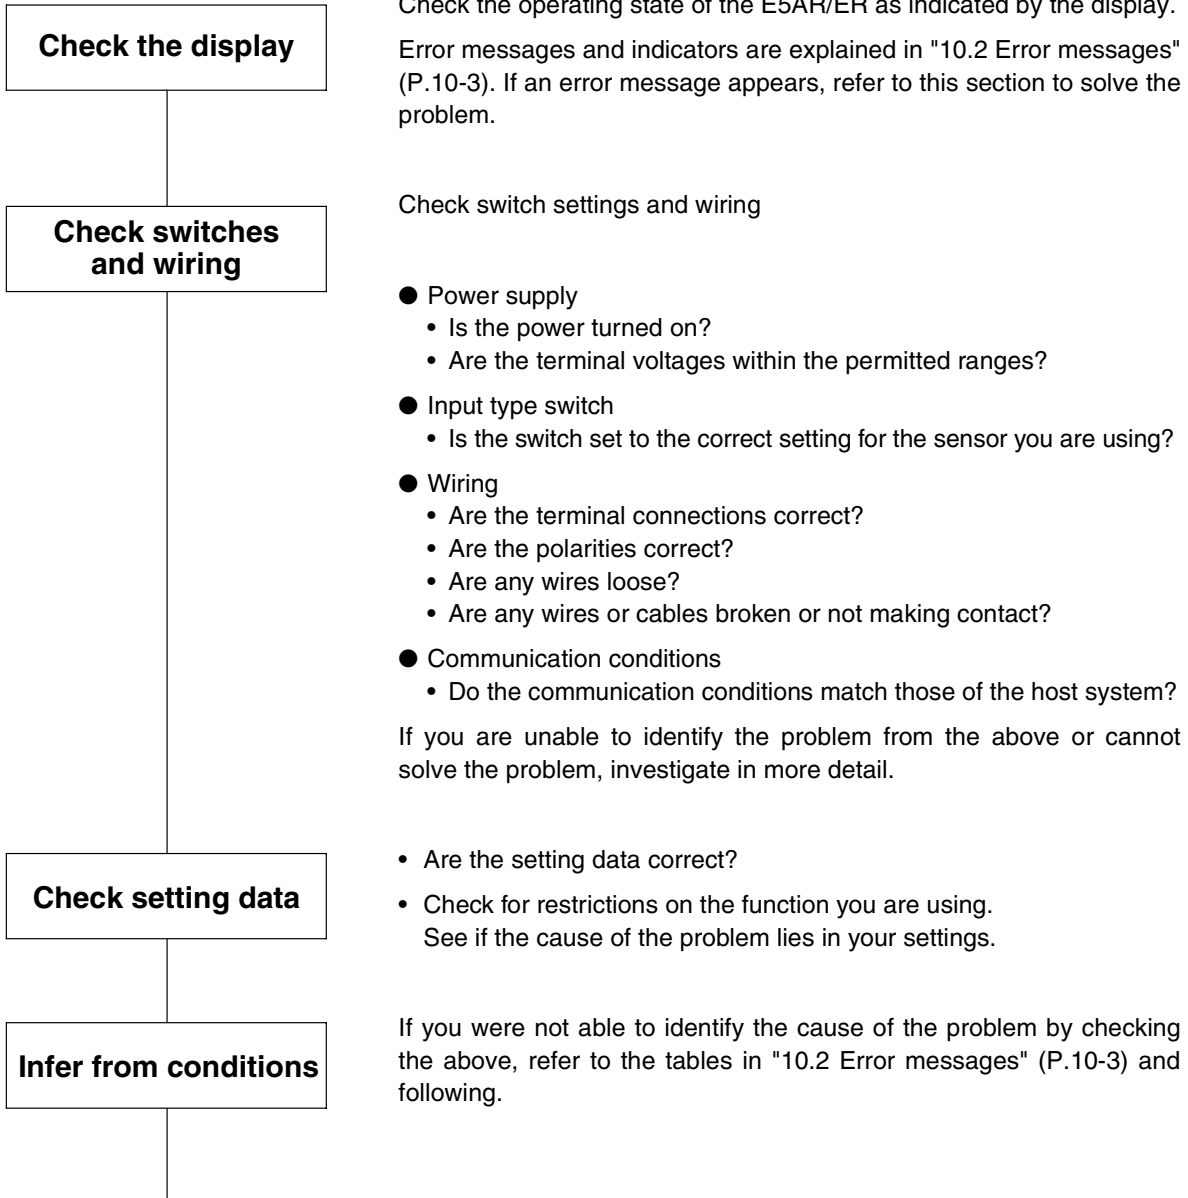 Check the operating state of the E5AR/ER as indicated by the display.
Check the display
Error messages and indicators are explained in "10.2 Error messages"
(P.10-3). If an error message appears, refer to this section to solve the
problem.
Check switches
and wiring
Check switch settings and wiring
● Power supply
• Is the power turned on?
• Are the terminal voltages within the permitted ranges?
● Input type switch
• Is the switch set to the correct setting for the sensor you are using?
● Wiring
• Are the terminal connections correct?
• Are the polarities correct?
• Are any wires loose?
• Are any wires or cables broken or not making contact?
● Communication conditions
• Do the communication conditions match those of the host system?
If you are unable to identify the problem from the above or cannot
solve the problem, investigate in more detail.
Check setting data
• Are the setting data correct?
• Check for restrictions on the function you are using.
See if the cause of the problem lies in your settings.
Infer from conditions
If you were not able to identify the cause of the problem by checking
the above, refer to the tables in "10.2 Error messages" (P.10-3) and
following.